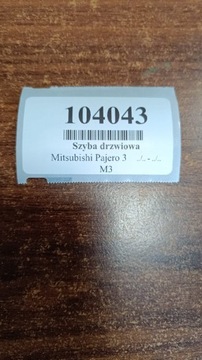 104043
Szyba drzwiowa
Mitsubishi Pajero 3 ./. - ./.
M3